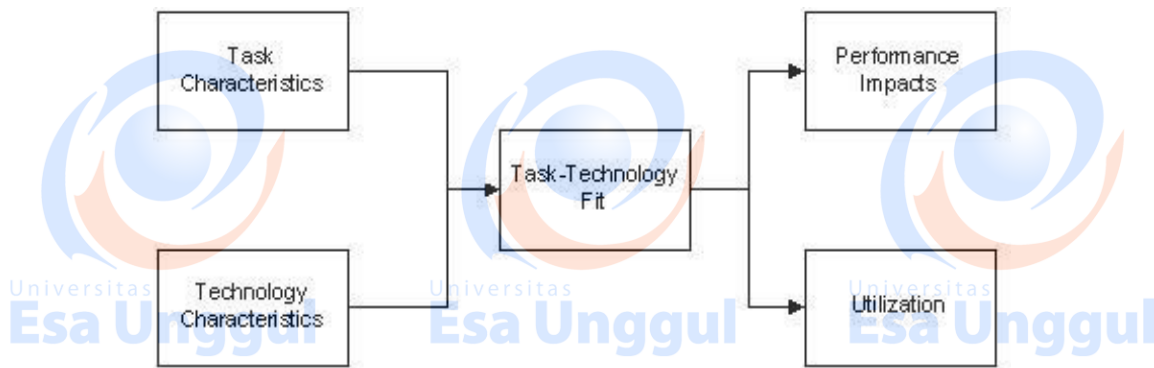 Task
Characteristics
Performance
Impacts
Task-Technology
Fit
Technology
Characteristics
Utilization
Universitas
Esa Unggul
Universitas
Esa Unggul
Universitas
Esa Unggul